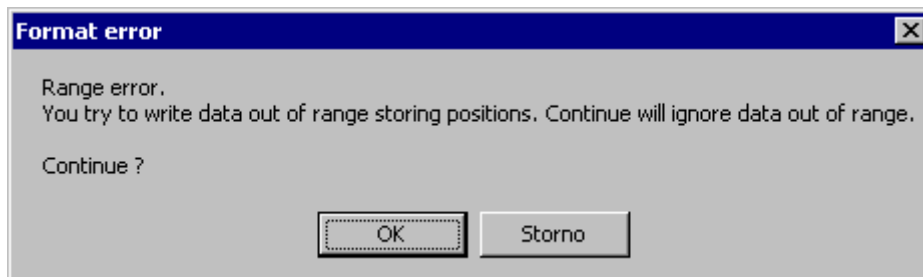 Format error
Range error.
You try to write data out of range storing positions. Continue will ignore data out of range.
Continue ?
OK Storno